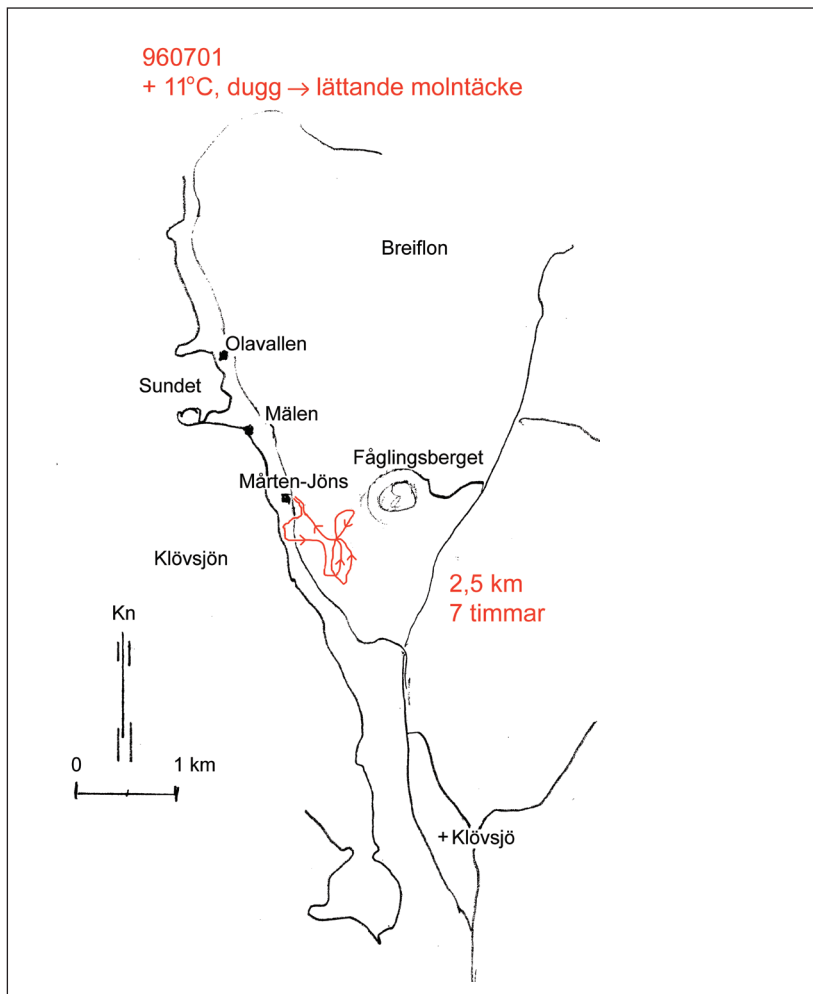 960701
+ 11°C, dugg → lättande molntäcke
Breiflon
Olavallen
Sundet
Mälen
Fåglingsberget
Mårten-Jöns
Klövsjön
2,5 km
7 timmar
Kn
0 1 km
+ Klövsjö